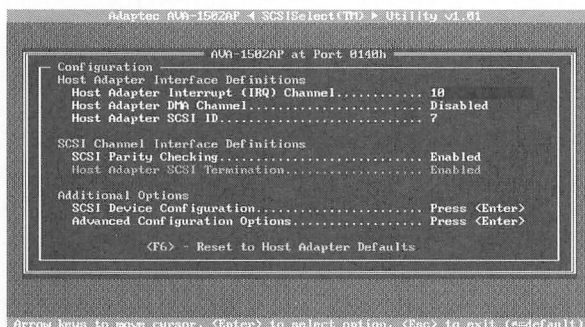 Adaptec AVA-1502AP ◄ SCSISelect(TM) ► Utility v1.01
AVA-1502AP at Port 0140h
Configuration
Host Adapter Interface Definitions
Host Adapter Interrupt (IRQ) Channel............ 10
Host Adapter DMA Channel........................ Disabled
Host Adapter SCSI ID............................ 7
SCSI Channel Interface Definitions
SCSI Parity Checking............................ Enabled
Host Adapter SCSI Termination................... Enabled
Additional Options
SCSI Device Configuration....................... Press <Enter>
Advanced Configuration Options.................. Press <Enter>
<F6> - Reset to Host Adapter Defaults
Arrow keys to move cursor, <Enter> to select option, <Esc> to exit (*=default)